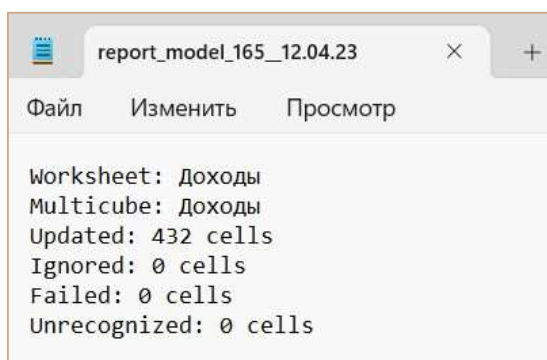 report_model_165__12.04.23
Файл Изменить Просмотр
Worksheet: Доходы
Multicube: Доходы
Updated: 432 cells
Ignored: 0 cells
Failed: 0 cells
Unrecognized: 0 cells